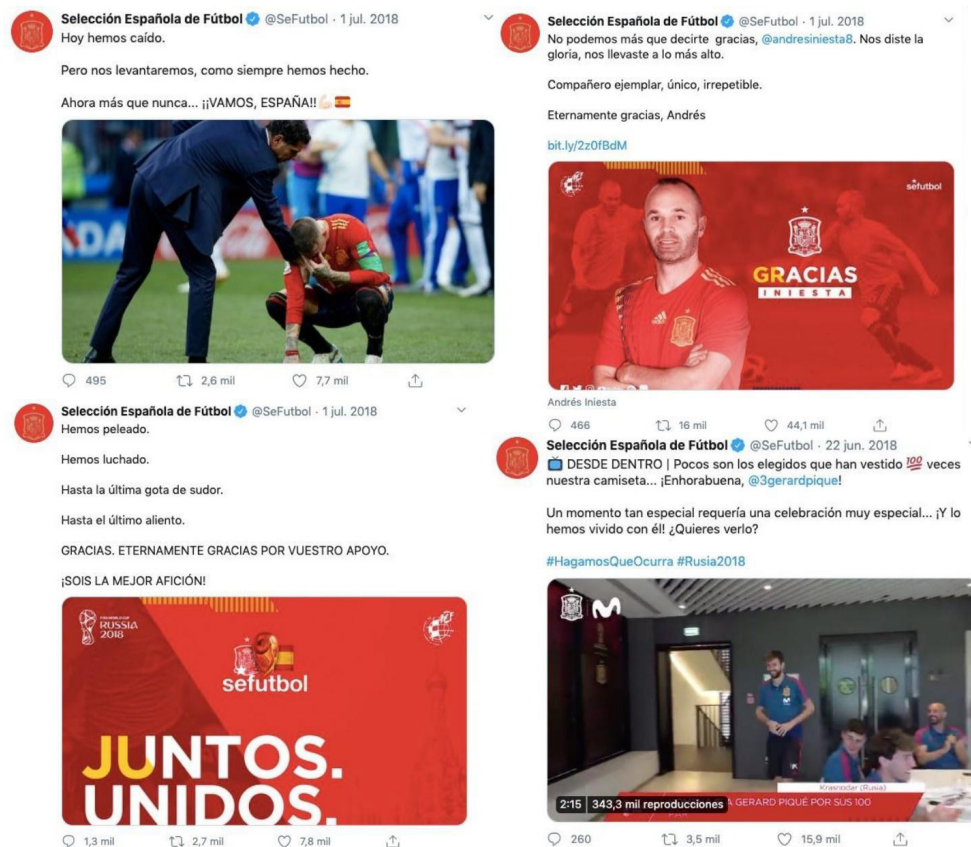 Selección Española de Fútbol @SeFutbol · 1 jul. 2018
Hoy hemos caído.
Pero nos levantaremos, como siempre hemos hecho.
Ahora más que nunca... ¡¡VAMOS, ESPAÑA!! 💪🏻🇪🇸
495 2,6 mil 7,7 mil
Selección Española de Fútbol @SeFutbol · 1 jul. 2018
Hemos peleado.
Hemos luchado.
Hasta la última gota de sudor.
Hasta el último aliento.
GRACIAS. ETERNAMENTE GRACIAS POR VUESTRO APOYO.
¡SOIS LA MEJOR AFICIÓN!
RUSSIA
2018
sefutbol
JUNTOS.
UNIDOS.
1,3 mil 2,7 mil 7,8 mil
Selección Española de Fútbol @SeFutbol · 1 jul. 2018
No podemos más que decirte gracias, @andresiniesta8. Nos diste la
gloria, nos llevaste a lo más alto.
Compañero ejemplar, único, irrepetible.
Eternamente gracias, Andrés
bit.ly/2z0fBdM
sefutbol
GRACIAS
INIESTA
adidas
Andrés Iniesta
466 16 mil 44,1 mil
Selección Española de Fútbol @SeFutbol · 22 jun. 2018
📺 DESDE DENTRO | Pocos son los elegidos que han vestido 💯 veces
nuestra camiseta... ¡Enhorabuena, @3gerardpique!
Un momento tan especial requería una celebración muy especial... ¡Y lo
hemos vivido con él! ¿Quieres verlo?
#HagamosQueOcurra #Rusia2018
Krasnodar (Rusia)
2:15 343,3 mil reproducciones A GERARD PIQUÉ POR SUS 100
260 3,5 mil 15,9 mil